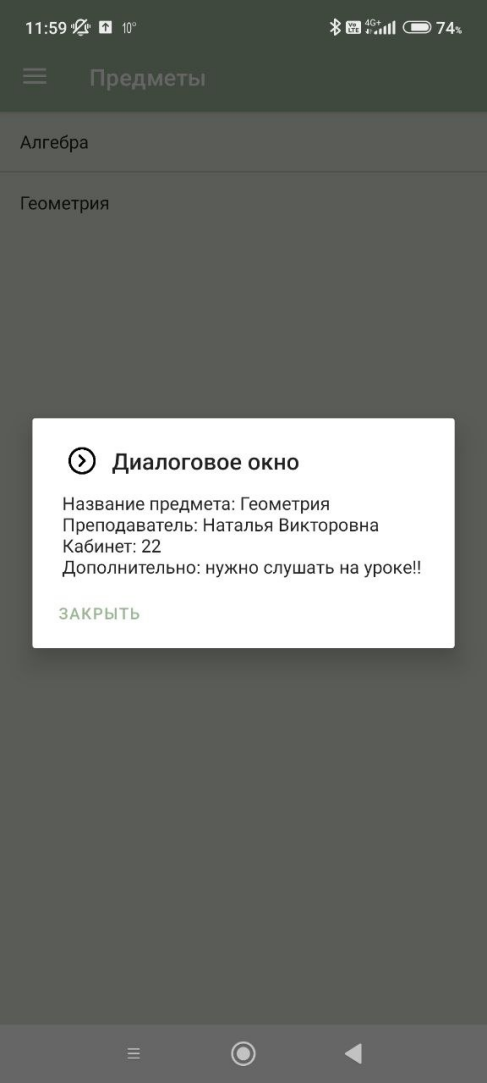 11:59 10° 4G+ 74%
Предметы
Алгебра
Геометрия
Диалоговое окно
Название предмета: Геометрия
Преподаватель: Наталья Викторовна
Кабинет: 22
Дополнительно: нужно слушать на уроке!!
ЗАКРЫТЬ